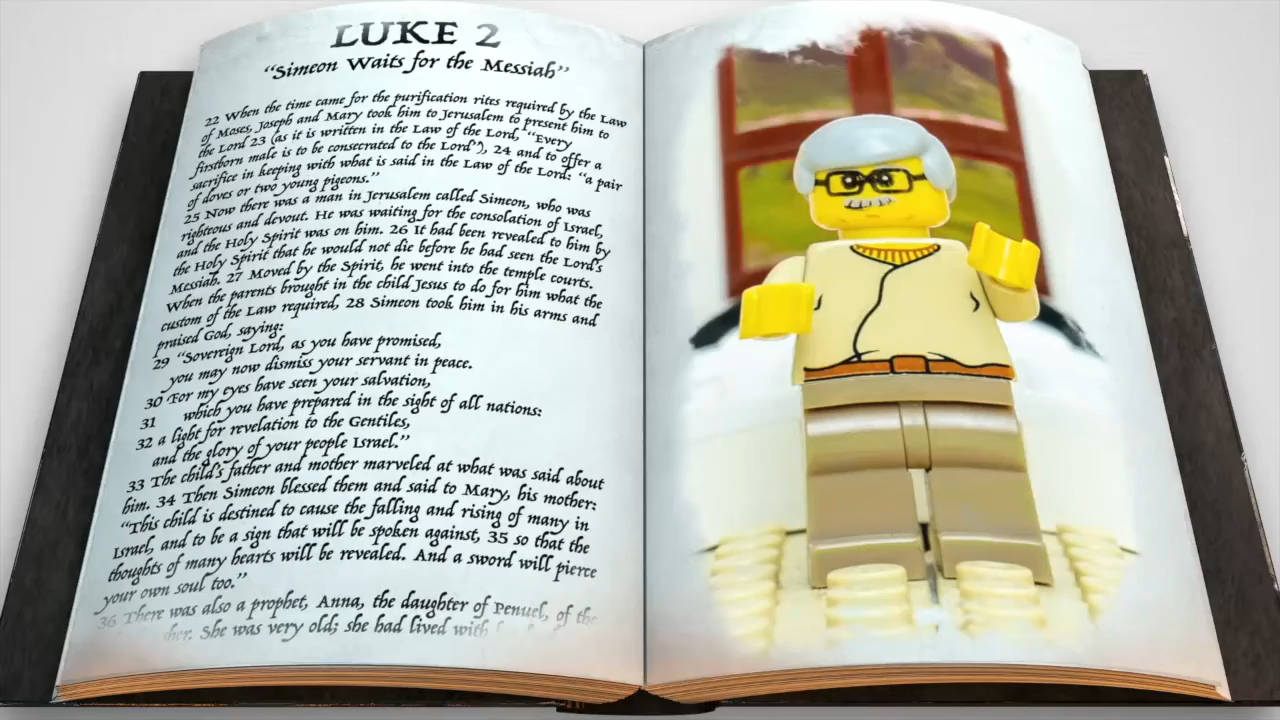 LUKE 2
“Simeon Waits for the Messiah”
22 When the time came for the purification rites required by the Law
of Moses, Joseph and Mary took him to Jerusalem to present him to
the Lord 23 (as it is written in the Law of the Lord, “Every
firstborn male is to be consecrated to the Lord”), 24 and to offer a
sacrifice in keeping with what is said in the Law of the Lord: “a pair
of doves or two young pigeons.”
25 Now there was a man in Jerusalem called Simeon, who was
righteous and devout. He was waiting for the consolation of Israel,
and the Holy Spirit was on him. 26 It had been revealed to him by
the Holy Spirit that he would not die before he had seen the Lord’s
Messiah. 27 Moved by the Spirit, he went into the temple courts.
When the parents brought in the child Jesus to do for him what the
custom of the Law required, 28 Simeon took him in his arms and
praised God, saying:
29 “Sovereign Lord, as you have promised,
you may now dismiss your servant in peace.
30 For my eyes have seen your salvation,
31 which you have prepared in the sight of all nations:
32 a light for revelation to the Gentiles,
and the glory of your people Israel.”
33 The child’s father and mother marveled at what was said about
him. 34 Then Simeon blessed them and said to Mary, his mother:
“This child is destined to cause the falling and rising of many in
Israel, and to be a sign that will be spoken against, 35 so that the
thoughts of many hearts will be revealed. And a sword will pierce
your own soul too.”
36 There was also a prophet, Anna, the daughter of Penuel, of the
She was very old; she had lived with